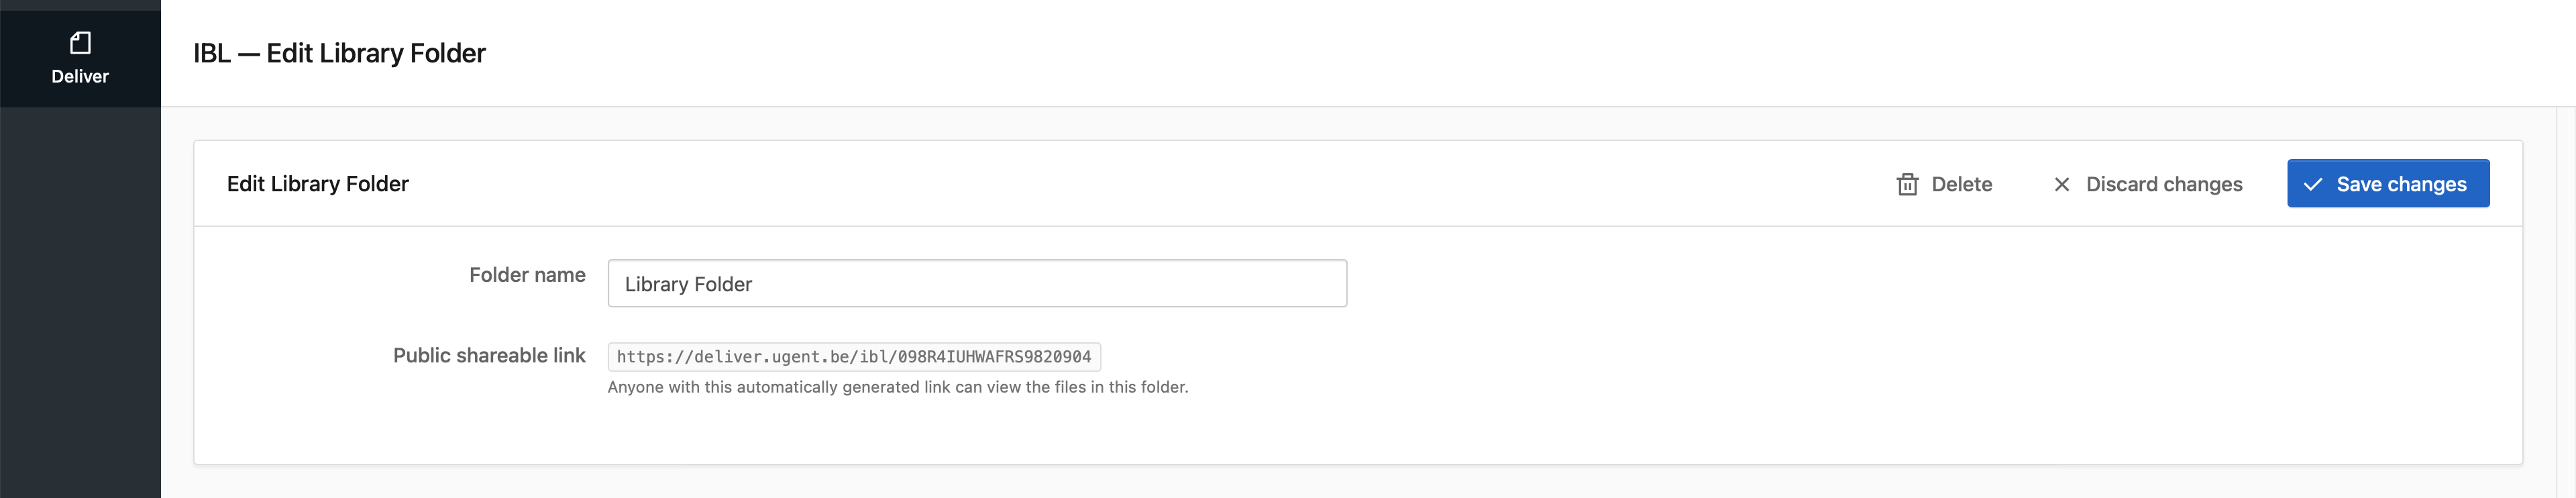 Deliver
IBL — Edit Library Folder
Edit Library Folder
Delete
Discard changes
Save changes
Folder name
Library Folder
Public shareable link
https://deliver.ugent.be/ibl/098R4IUHWAFRS9820904
Anyone with this automatically generated link can view the files in this folder.